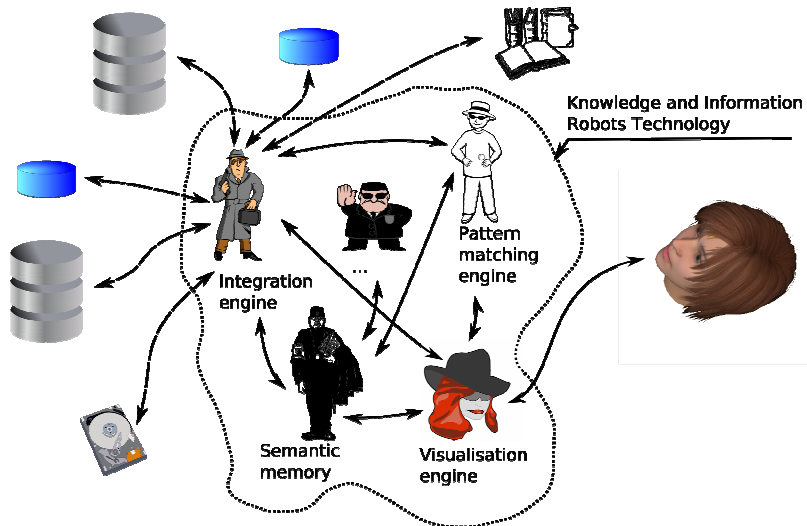 Knowledge and Information
Robots Technology
Pattern
matching
engine
...
Integration
engine
Semantic
memory
Visualisation
engine